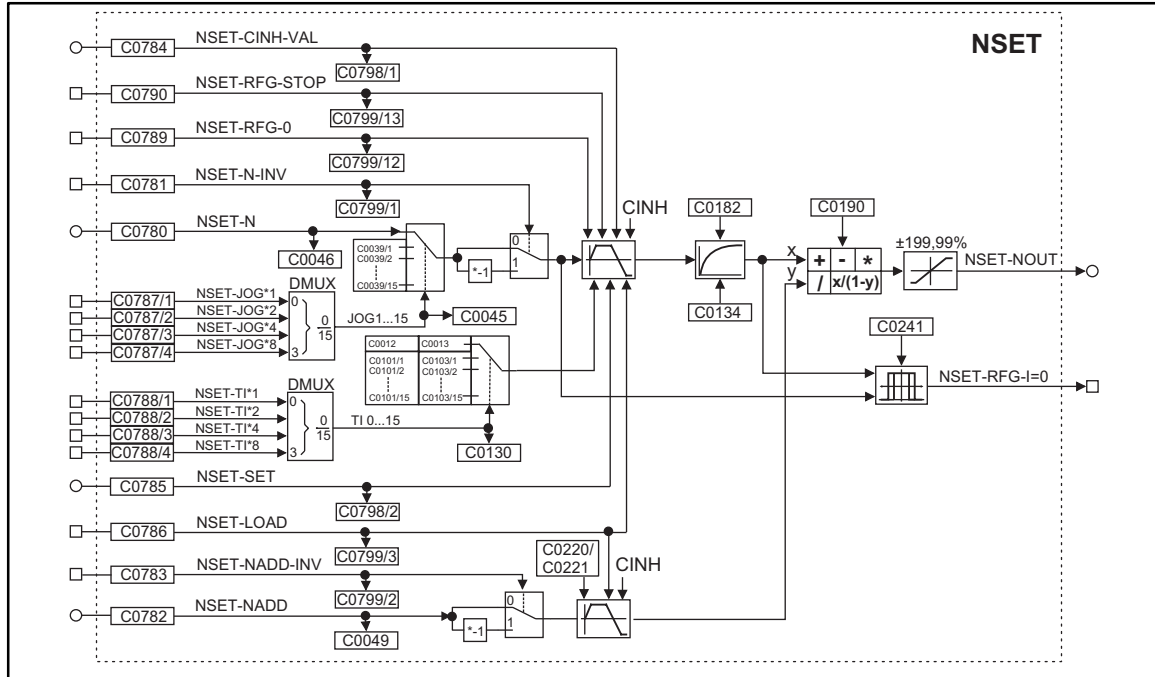 NSET
C0784 NSET-CINH-VAL
C0798/1
C0790 NSET-RFG-STOP
C0799/13
C0789 NSET-RFG-0
C0799/12
C0781 NSET-N-INV
C0799/1
CINH
C0182
C0190
C0780 NSET-N
C0046
C0039/1
C0039/2
C0039/15
*-1
0
1
x
y
+ - *
/ x/(1-y)
±199,99%
NSET-NOUT
C0134
C0787/1 NSET-JOG*1
C0787/2 NSET-JOG*2
C0787/3 NSET-JOG*4
C0787/4 NSET-JOG*8
DMUX
0
3
0
15
JOG1...15
C0045
C0241
NSET-RFG-I=0
C0012 C0013
C0101/1 C0103/1
C0101/2 C0103/2
C0101/15 C0103/15
C0788/1 NSET-TI*1
C0788/2 NSET-TI*2
C0788/3 NSET-TI*4
C0788/4 NSET-TI*8
DMUX
0
3
0
15
TI 0...15
C0130
C0785 NSET-SET
C0798/2
C0786 NSET-LOAD
C0799/3
C0783 NSET-NADD-INV
C0799/2
C0220/
C0221
CINH
C0782 NSET-NADD
C0049
*-1
0
1